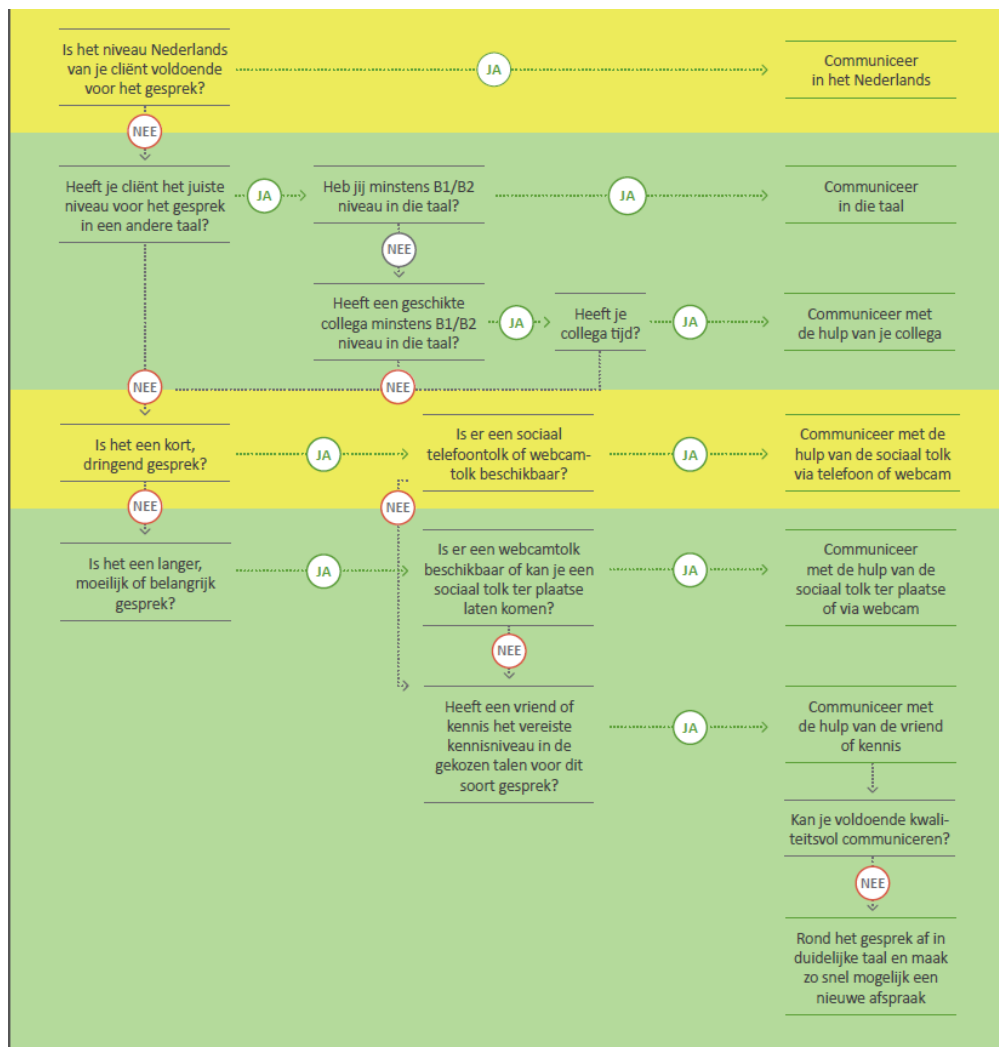 Is het niveau Nederlands
van je cliënt voldoende
voor het gesprek?
JA
Communiceer
in het Nederlands
NEE
Heeft je cliënt het juiste
niveau voor het gesprek
in een andere taal?
JA
Heb jij minstens B1/B2
niveau in die taal?
JA
Communiceer
in die taal
NEE
Heeft een geschikte
collega minstens B1/B2
niveau in die taal?
JA
Heeft je
collega tijd?
JA
Communiceer met
de hulp van je collega
NEE
NEE
Is het een kort,
dringend gesprek?
JA
Is er een sociaal
telefoontolk of webcam-
tolk beschikbaar?
JA
Communiceer met de
hulp van de sociaal tolk
via telefoon of webcam
NEE
NEE
Is het een langer,
moeilijk of belangrijk
gesprek?
JA
Is er een webcamtolk
beschikbaar of kan je een
sociaal tolk ter plaatse
laten komen?
JA
Communiceer
met de hulp van de
sociaal tolk ter plaatse
of via webcam
NEE
Heeft een vriend of
kennis het vereiste
kennisniveau in de
gekozen talen voor dit
soort gesprek?
JA
Communiceer met
de hulp van de vriend
of kennis
Kan je voldoende kwali-
teitsvol communiceren?
NEE
Rond het gesprek af in
duidelijke taal en maak
zo snel mogelijk een
nieuwe afspraak